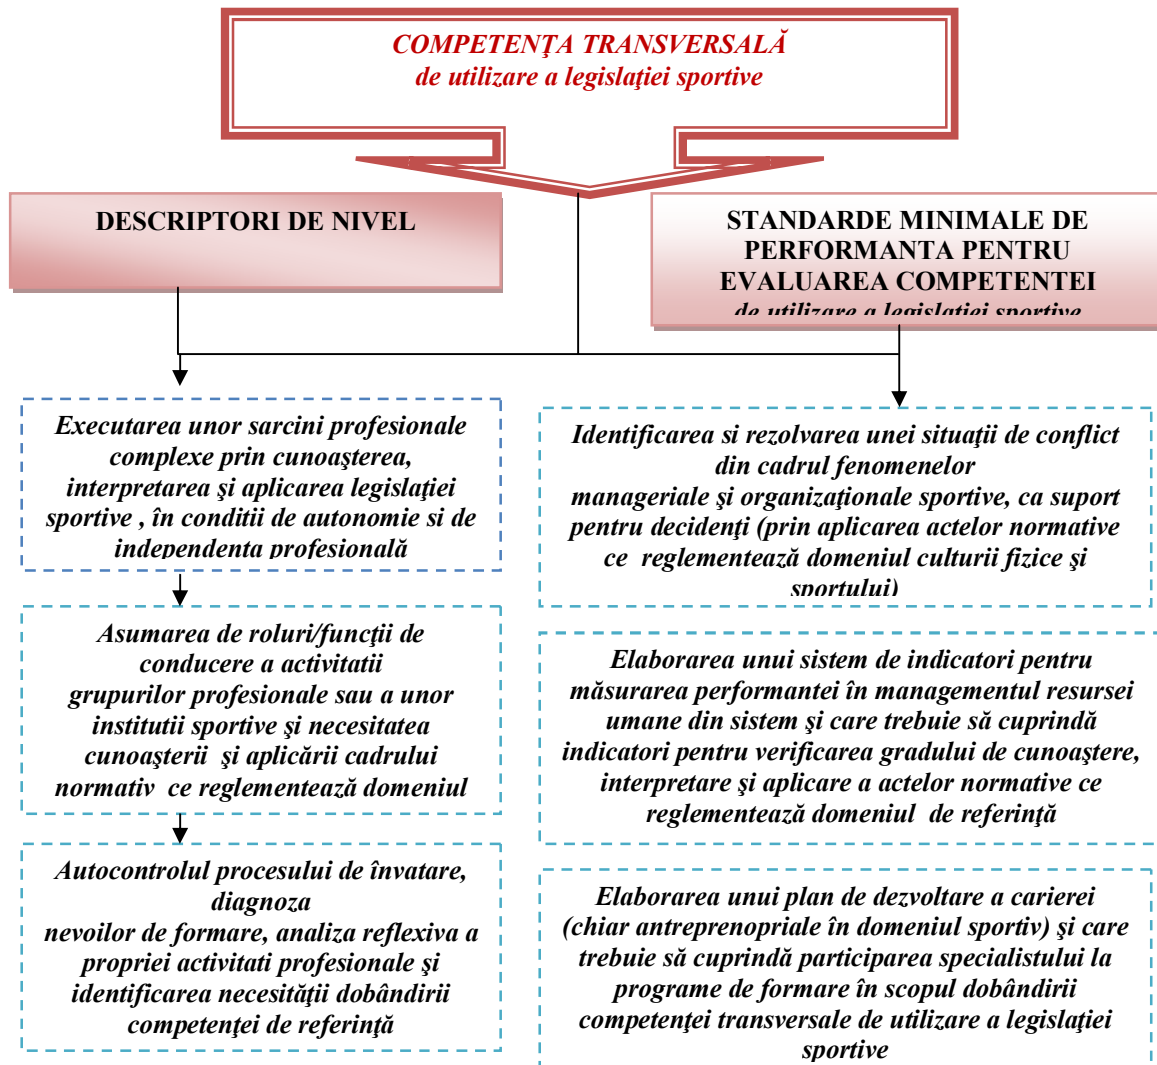 COMPETENŢA TRANSVERSALĂ
de utilizare a legislaţiei sportive
DESCRIPTORI DE NIVEL
STANDARDE MINIMALE DE
PERFORMANTA PENTRU
EVALUAREA COMPETENTEI
de utilizare a legislatiei sportive
Executarea unor sarcini profesionale
complexe prin cunoaşterea,
interpretarea şi aplicarea legislaţiei
sportive , în conditii de autonomie si de
independenta profesională
Asumarea de roluri/funcţii de
conducere a activitatii
grupurilor profesionale sau a unor
institutii sportive şi necesitatea
cunoaşterii şi aplicării cadrului
normativ ce reglementează domeniul
Autocontrolul procesului de învatare,
diagnoza
nevoilor de formare, analiza reflexiva a
propriei activitati profesionale şi
identificarea necesităţii dobândirii
competenţei de referinţă
Identificarea si rezolvarea unei situaţii de conflict
din cadrul fenomenelor
manageriale şi organizaţionale sportive, ca suport
pentru decidenţi (prin aplicarea actelor normative
ce reglementează domeniul culturii fizice şi
sportului)
Elaborarea unui sistem de indicatori pentru
măsurarea performantei în managementul resursei
umane din sistem şi care trebuie să cuprindă
indicatori pentru verificarea gradului de cunoaştere,
interpretare şi aplicare a actelor normative ce
reglementează domeniul de referinţă
Elaborarea unui plan de dezvoltare a carierei
(chiar antreprenopriale în domeniul sportiv) şi care
trebuie să cuprindă participarea specialistului la
programe de formare în scopul dobândirii
competenţei transversale de utilizare a legislaţiei
sportive